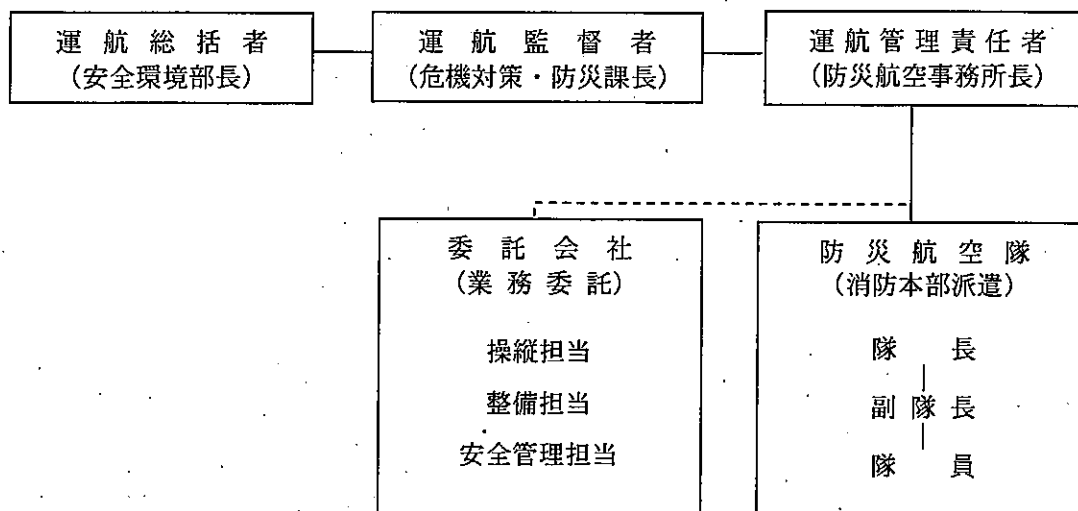 運航総括者
(安全環境部長)
運航監督者
(危機対策・防災課長)
運航管理責任者
(防災航空事務所長)
委託会社
(業務委託)
操縦担当
整備担当
安全管理担当
防災航空隊
(消防本部派遣)
隊長
副隊長
隊員